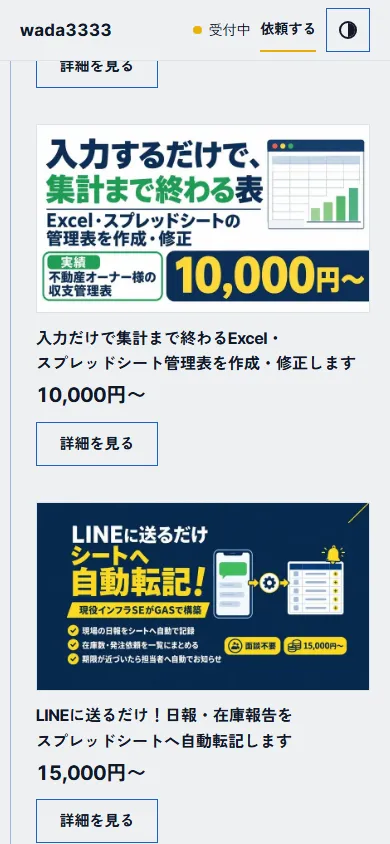 wada3333
受付中 依頼する
詳細を見る
入力するだけで、
集計まで終わる表
Excel・スプレッドシートの
管理表を作成・修正
実績
不動産オーナー様の
収支管理表
10,000円〜
入力だけで集計まで終わるExcel・
スプレッドシート管理表を作成・修正します
10,000円〜
詳細を見る
LINEに送るだけ
シートへ
自動転記!
現役インフラSEがGASで構築
現場の日報をシートへ自動で記録
在庫数・発注依頼を一覧にまとめる
期限が近づいたら担当者へ自動でお知らせ
面談不要
15,000円〜
LINEに送るだけ！日報・在庫報告を
スプレッドシートへ自動転記します
15,000円〜
詳細を見る